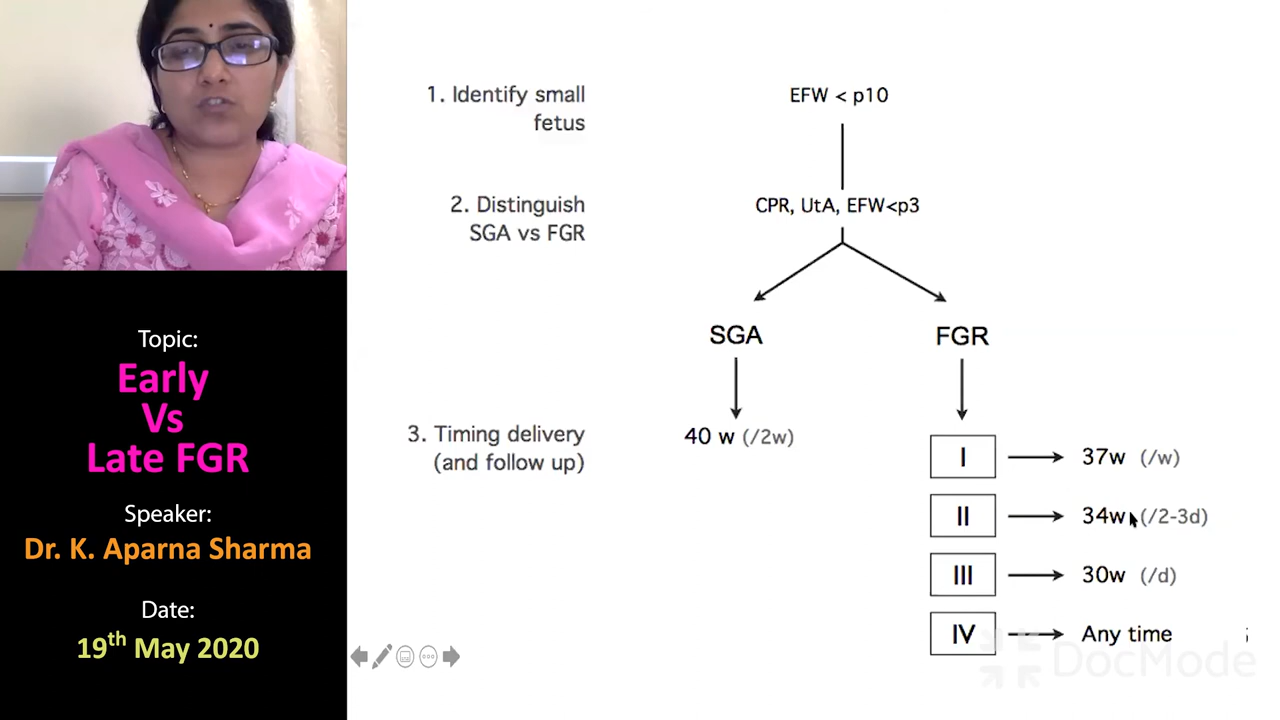 Topic:
Early
Vs
Late FGR
Speaker:
Dr. K. Aparna Sharma
Date:
19th May 2020
1. Identify small
fetus
EFW < p10
2. Distinguish
SGA vs FGR
CPR, UtA, EFW<p3
SGA
FGR
3. Timing delivery
(and follow up)
40 w (/2w)
I
37w (/w)
II
34w (/2-3d)
III
30w (/d)
IV
Any time
DocMode